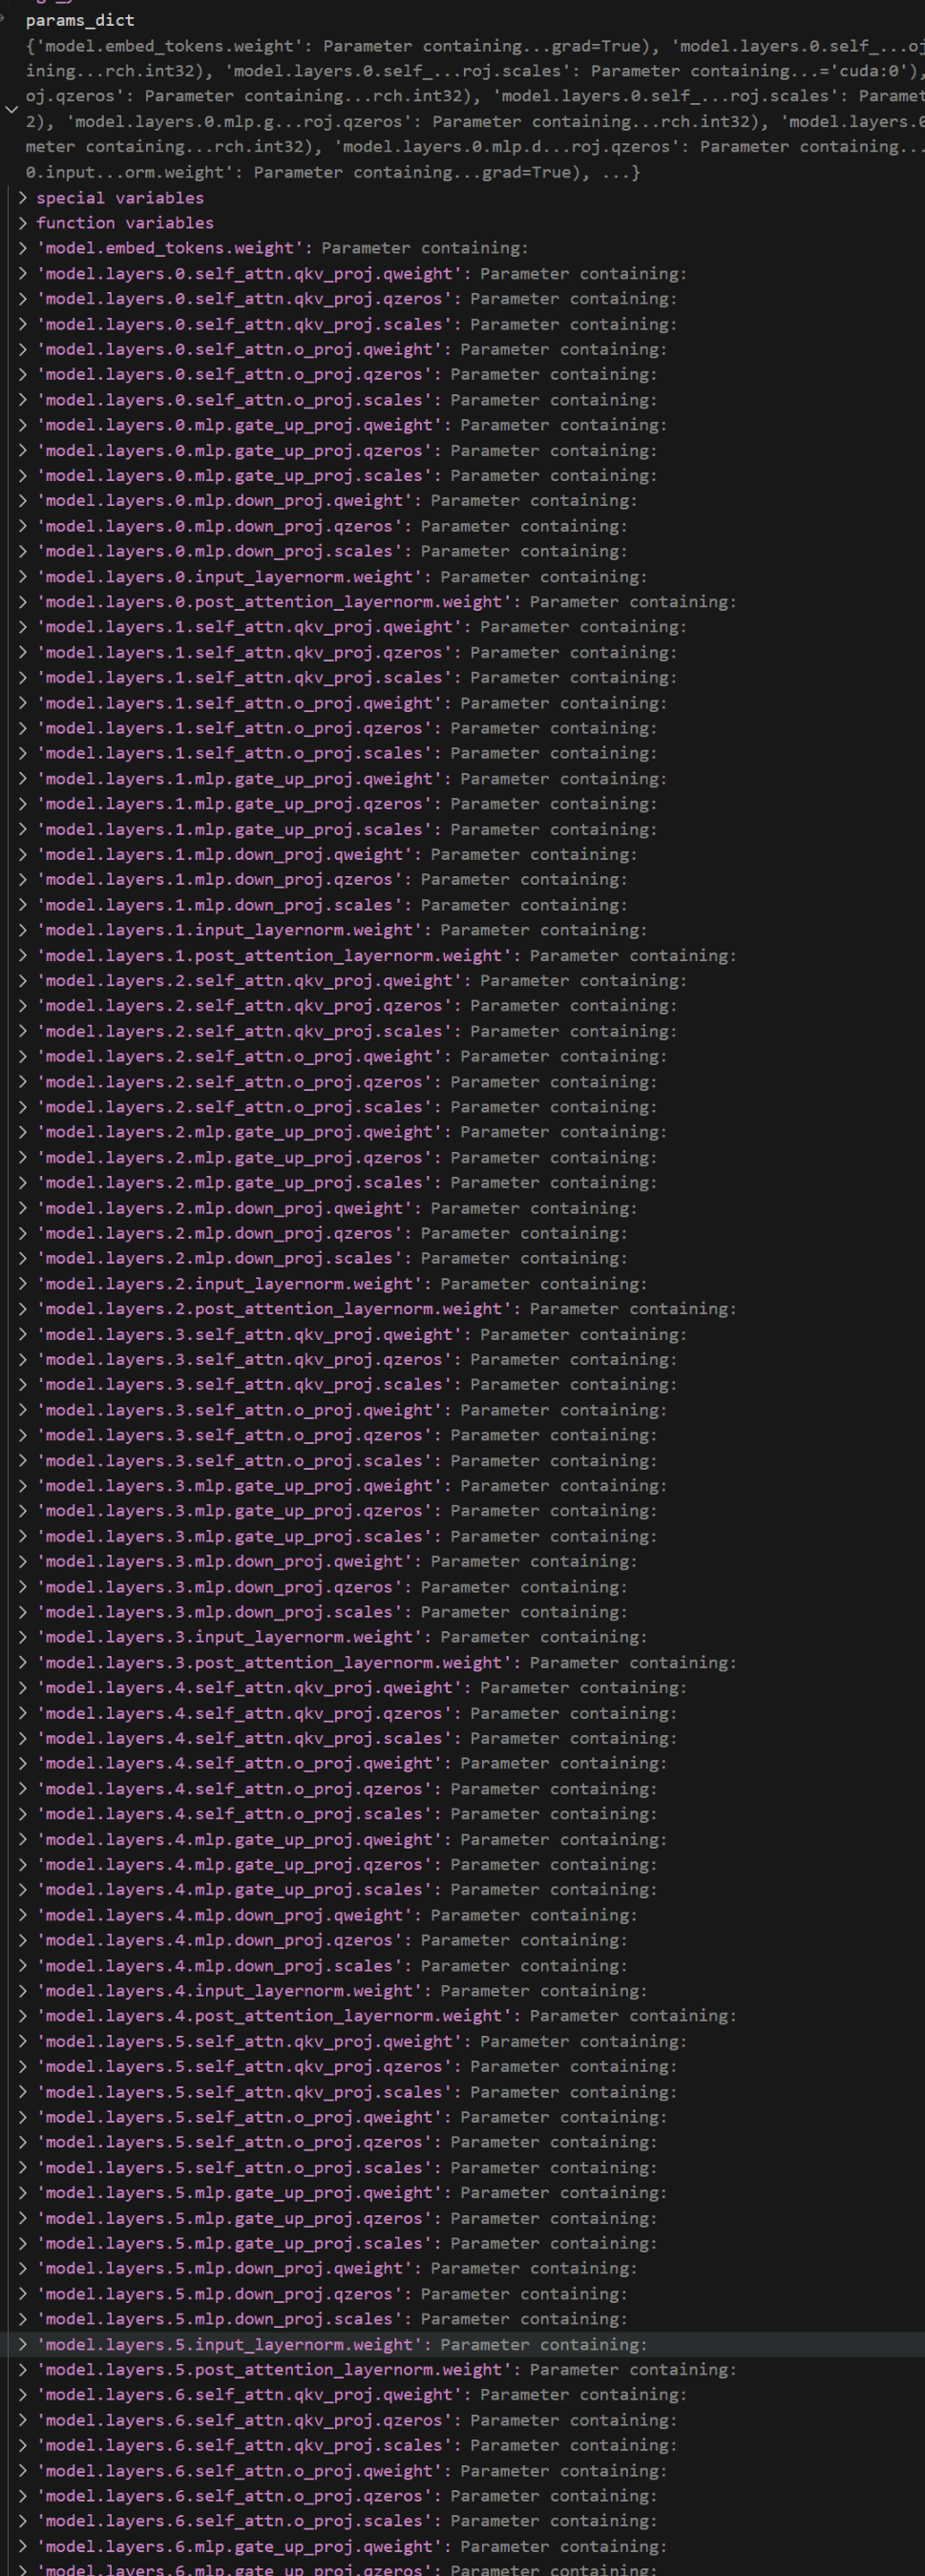 params_dict
{'model.embed_tokens.weight': Parameter containing...grad=True), 'model.layers.0.self_...oj
ining...rch.int32), 'model.layers.0.self_...roj.scales': Parameter containing...='cuda:0'),
oj.qzeros': Parameter containing...rch.int32), 'model.layers.0.self_...roj.scales': Paramet
2), 'model.layers.0.mlp.g...roj.qzeros': Parameter containing...rch.int32), 'model.layers.0
meter containing...rch.int32), 'model.layers.0.mlp.d...roj.qzeros': Parameter containing...
0.input...orm.weight': Parameter containing...grad=True), ...}
> special variables
> function variables
> 'model.embed_tokens.weight': Parameter containing:
> 'model.layers.0.self_attn.qkv_proj.qweight': Parameter containing:
> 'model.layers.0.self_attn.qkv_proj.qzeros': Parameter containing:
> 'model.layers.0.self_attn.qkv_proj.scales': Parameter containing:
> 'model.layers.0.self_attn.o_proj.qweight': Parameter containing:
> 'model.layers.0.self_attn.o_proj.qzeros': Parameter containing:
> 'model.layers.0.self_attn.o_proj.scales': Parameter containing:
> 'model.layers.0.mlp.gate_up_proj.qweight': Parameter containing:
> 'model.layers.0.mlp.gate_up_proj.qzeros': Parameter containing:
> 'model.layers.0.mlp.gate_up_proj.scales': Parameter containing:
> 'model.layers.0.mlp.down_proj.qweight': Parameter containing:
> 'model.layers.0.mlp.down_proj.qzeros': Parameter containing:
> 'model.layers.0.mlp.down_proj.scales': Parameter containing:
> 'model.layers.0.input_layernorm.weight': Parameter containing:
> 'model.layers.0.post_attention_layernorm.weight': Parameter containing:
> 'model.layers.1.self_attn.qkv_proj.qweight': Parameter containing:
> 'model.layers.1.self_attn.qkv_proj.qzeros': Parameter containing:
> 'model.layers.1.self_attn.qkv_proj.scales': Parameter containing:
> 'model.layers.1.self_attn.o_proj.qweight': Parameter containing:
> 'model.layers.1.self_attn.o_proj.qzeros': Parameter containing:
> 'model.layers.1.self_attn.o_proj.scales': Parameter containing:
> 'model.layers.1.mlp.gate_up_proj.qweight': Parameter containing:
> 'model.layers.1.mlp.gate_up_proj.qzeros': Parameter containing:
> 'model.layers.1.mlp.gate_up_proj.scales': Parameter containing:
> 'model.layers.1.mlp.down_proj.qweight': Parameter containing:
> 'model.layers.1.mlp.down_proj.qzeros': Parameter containing:
> 'model.layers.1.mlp.down_proj.scales': Parameter containing:
> 'model.layers.1.input_layernorm.weight': Parameter containing:
> 'model.layers.1.post_attention_layernorm.weight': Parameter containing:
> 'model.layers.2.self_attn.qkv_proj.qweight': Parameter containing:
> 'model.layers.2.self_attn.qkv_proj.qzeros': Parameter containing:
> 'model.layers.2.self_attn.qkv_proj.scales': Parameter containing:
> 'model.layers.2.self_attn.o_proj.qweight': Parameter containing:
> 'model.layers.2.self_attn.o_proj.qzeros': Parameter containing:
> 'model.layers.2.self_attn.o_proj.scales': Parameter containing:
> 'model.layers.2.mlp.gate_up_proj.qweight': Parameter containing:
> 'model.layers.2.mlp.gate_up_proj.qzeros': Parameter containing:
> 'model.layers.2.mlp.gate_up_proj.scales': Parameter containing:
> 'model.layers.2.mlp.down_proj.qweight': Parameter containing:
> 'model.layers.2.mlp.down_proj.qzeros': Parameter containing:
> 'model.layers.2.mlp.down_proj.scales': Parameter containing:
> 'model.layers.2.input_layernorm.weight': Parameter containing:
> 'model.layers.2.post_attention_layernorm.weight': Parameter containing:
> 'model.layers.3.self_attn.qkv_proj.qweight': Parameter containing:
> 'model.layers.3.self_attn.qkv_proj.qzeros': Parameter containing:
> 'model.layers.3.self_attn.qkv_proj.scales': Parameter containing:
> 'model.layers.3.self_attn.o_proj.qweight': Parameter containing:
> 'model.layers.3.self_attn.o_proj.qzeros': Parameter containing:
> 'model.layers.3.self_attn.o_proj.scales': Parameter containing:
> 'model.layers.3.mlp.gate_up_proj.qweight': Parameter containing:
> 'model.layers.3.mlp.gate_up_proj.qzeros': Parameter containing:
> 'model.layers.3.mlp.gate_up_proj.scales': Parameter containing:
> 'model.layers.3.mlp.down_proj.qweight': Parameter containing:
> 'model.layers.3.mlp.down_proj.qzeros': Parameter containing:
> 'model.layers.3.mlp.down_proj.scales': Parameter containing:
> 'model.layers.3.input_layernorm.weight': Parameter containing:
> 'model.layers.3.post_attention_layernorm.weight': Parameter containing:
> 'model.layers.4.self_attn.qkv_proj.qweight': Parameter containing:
> 'model.layers.4.self_attn.qkv_proj.qzeros': Parameter containing:
> 'model.layers.4.self_attn.qkv_proj.scales': Parameter containing:
> 'model.layers.4.self_attn.o_proj.qweight': Parameter containing:
> 'model.layers.4.self_attn.o_proj.qzeros': Parameter containing:
> 'model.layers.4.self_attn.o_proj.scales': Parameter containing:
> 'model.layers.4.mlp.gate_up_proj.qweight': Parameter containing:
> 'model.layers.4.mlp.gate_up_proj.qzeros': Parameter containing:
> 'model.layers.4.mlp.gate_up_proj.scales': Parameter containing:
> 'model.layers.4.mlp.down_proj.qweight': Parameter containing:
> 'model.layers.4.mlp.down_proj.qzeros': Parameter containing:
> 'model.layers.4.mlp.down_proj.scales': Parameter containing:
> 'model.layers.4.input_layernorm.weight': Parameter containing:
> 'model.layers.4.post_attention_layernorm.weight': Parameter containing:
> 'model.layers.5.self_attn.qkv_proj.qweight': Parameter containing:
> 'model.layers.5.self_attn.qkv_proj.qzeros': Parameter containing:
> 'model.layers.5.self_attn.qkv_proj.scales': Parameter containing:
> 'model.layers.5.self_attn.o_proj.qweight': Parameter containing:
> 'model.layers.5.self_attn.o_proj.qzeros': Parameter containing:
> 'model.layers.5.self_attn.o_proj.scales': Parameter containing:
> 'model.layers.5.mlp.gate_up_proj.qweight': Parameter containing:
> 'model.layers.5.mlp.gate_up_proj.qzeros': Parameter containing:
> 'model.layers.5.mlp.gate_up_proj.scales': Parameter containing:
> 'model.layers.5.mlp.down_proj.qweight': Parameter containing:
> 'model.layers.5.mlp.down_proj.qzeros': Parameter containing:
> 'model.layers.5.mlp.down_proj.scales': Parameter containing:
> 'model.layers.5.input_layernorm.weight': Parameter containing:
> 'model.layers.5.post_attention_layernorm.weight': Parameter containing:
> 'model.layers.6.self_attn.qkv_proj.qweight': Parameter containing:
> 'model.layers.6.self_attn.qkv_proj.qzeros': Parameter containing:
> 'model.layers.6.self_attn.qkv_proj.scales': Parameter containing:
> 'model.layers.6.self_attn.o_proj.qweight': Parameter containing:
> 'model.layers.6.self_attn.o_proj.qzeros': Parameter containing:
> 'model.layers.6.self_attn.o_proj.scales': Parameter containing:
> 'model.layers.6.mlp.gate_up_proj.qweight': Parameter containing:
> 'model.layers.6.mlp.gate_up_proj.qzeros': Parameter containing: